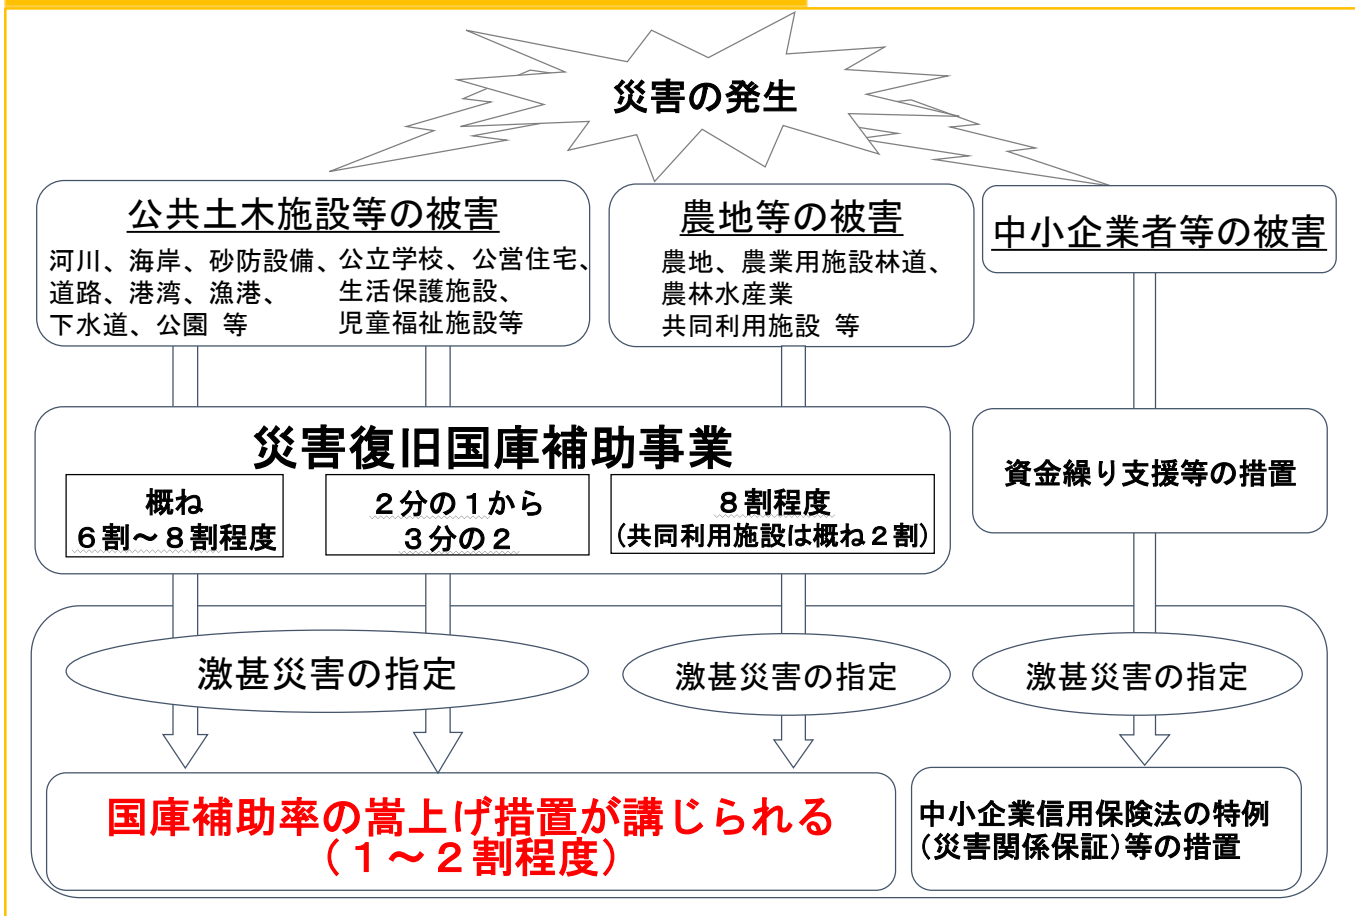 災害の発生
公共土木施設等の被害
河川、海岸、砂防設備、
道路、港湾、漁港、
下水道、公園 等
公立学校、公営住宅、
生活保護施設、
児童福祉施設等
農地等の被害
農地、農業用施設林道、
農林水産業
共同利用施設 等
中小企業者等の被害
災害復旧国庫補助事業
概ね
6割～8割程度
２分の１から
３分の２
８割程度
(共同利用施設は概ね２割)
資金繰り支援等の措置
激甚災害の指定
激甚災害の指定
激甚災害の指定
国庫補助率の嵩上げ措置が講じられる
（１～２割程度）
中小企業信用保険法の特例
(災害関係保証)等の措置